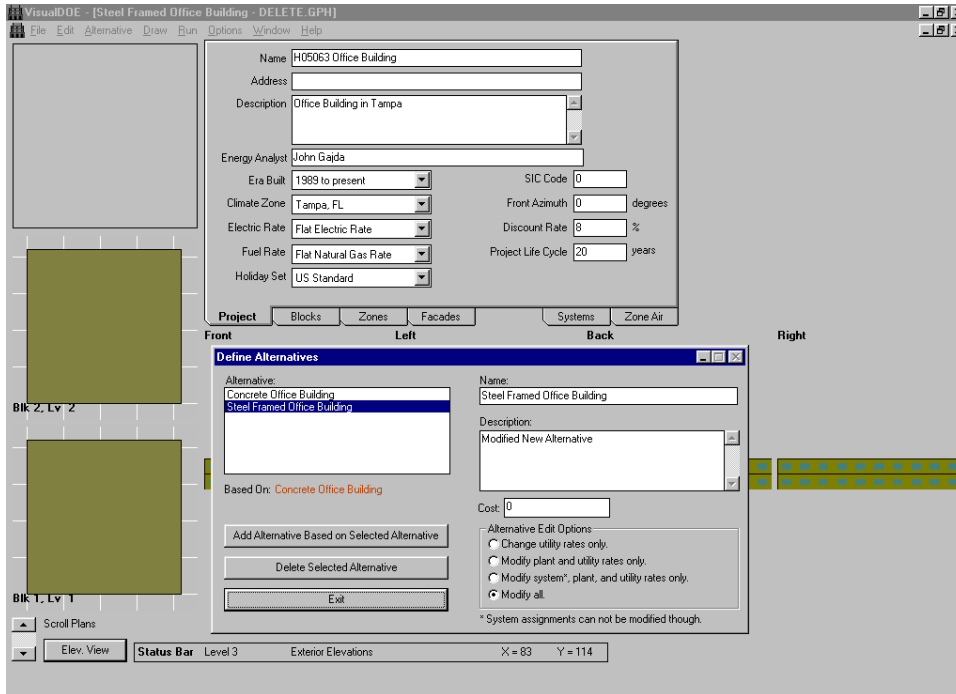 VisualDOE - [Steel Framed Office Building - DELETE.GPH]
File Edit Alternative Draw Run Options Window Help
Name H05063 Office Building
Address
Description Office Building in Tampa
Energy Analyst John Gajda
Era Built 1989 to present SIC Code 0
Climate Zone Tampa, FL Front Azimuth 0 degrees
Electric Rate Flat Electric Rate Discount Rate 8 %
Fuel Rate Flat Natural Gas Rate Project Life Cycle 20 years
Holiday Set US Standard
Project Blocks Zones Facades Systems Zone Air
Front Left Back Right
Define Alternatives
Alternative:
Concrete Office Building
Steel Framed Office Building
Based On: Concrete Office Building
Add Alternative Based on Selected Alternative
Delete Selected Alternative
Exit
Name:
Steel Framed Office Building
Description:
Modified New Alternative
Cost: 0
Alternative Edit Options
Change utility rates only.
Modify plant and utility rates only.
Modify system*, plant, and utility rates only.
Modify all.
* System assignments can not be modified though.
Blk 2, Lv 2
Blk 1, Lv 1
Scroll Plans
Elev. View Status Bar Level 3 Exterior Elevations X = 83 Y = 114